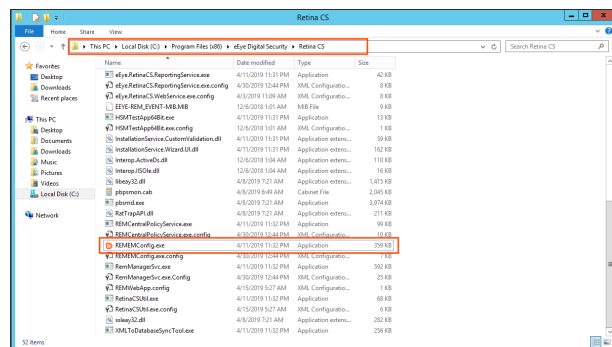 Retina CS
File Home Share View
This PC Local Disk (C:) Program Files (x86) eEye Digital Security Retina CS
Search Retina CS
Name Date modified Type Size
Favorites
Desktop
Downloads
Recent places
This PC
Desktop
Documents
Downloads
Music
Pictures
Videos
Local Disk (C:)
Network
eEye.RetinaCS.ReportingService.exe 4/11/2019 11:31 PM Application 42 KB
eEye.RetinaCS.ReportingService.exe.config 4/30/2019 12:44 PM XML Configuratio... 8 KB
eEye.RetinaCS.WebService.exe.config 4/3/2019 11:09 AM XML Configuratio... 8 KB
EEYE-REM_EVENT-MIB.MIB 12/6/2018 1:01 AM MIB File 9 KB
HSMTestApp64Bit.exe 4/11/2019 11:31 PM Application 13 KB
HSMTestApp64Bit.exe.config 12/6/2018 1:01 AM XML Configuratio... 1 KB
InstallationService.CustomValidation.dll 4/11/2019 11:31 PM Application extens... 59 KB
InstallationService.Wizard.UI.dll 4/11/2019 11:31 PM Application extens... 162 KB
Interop.ActiveDs.dll 12/6/2018 1:04 AM Application extens... 110 KB
Interop.IISOle.dll 12/6/2018 1:04 AM Application extens... 16 KB
libeay32.dll 4/8/2019 7:21 AM Application extens... 1,415 KB
pbpsmon.cab 4/8/2019 6:49 AM Cabinet File 2,045 KB
pbsmd.exe 4/8/2019 7:21 AM Application 3,974 KB
RatTrapAPI.dll 4/8/2019 7:21 AM Application extens... 211 KB
REMCentralPolicyService.exe 4/11/2019 11:32 PM Application 99 KB
REMCentralPolicyService.exe.config 4/30/2019 12:44 PM XML Configuratio... 10 KB
REMEMConfig.exe 4/11/2019 11:32 PM Application 359 KB
REMEMConfig.exe.config 4/30/2019 12:44 PM XML Configuratio... 7 KB
RemManagerSvc.exe 4/11/2019 11:32 PM Application 592 KB
RemManagerSvc.exe.Config 4/30/2019 12:44 PM XML Configuratio... 25 KB
REMWebApp.config 4/15/2019 5:27 AM XML Configuratio... 1 KB
RetinaCSUtil.exe 4/11/2019 11:32 PM Application 68 KB
RetinaCSUtil.exe.config 4/15/2019 5:27 AM XML Configuratio... 6 KB
ssleay32.dll 4/8/2019 7:21 AM Application extens... 282 KB
XMLToDatabaseSyncTool.exe 4/11/2019 11:32 PM Application 256 KB
52 items